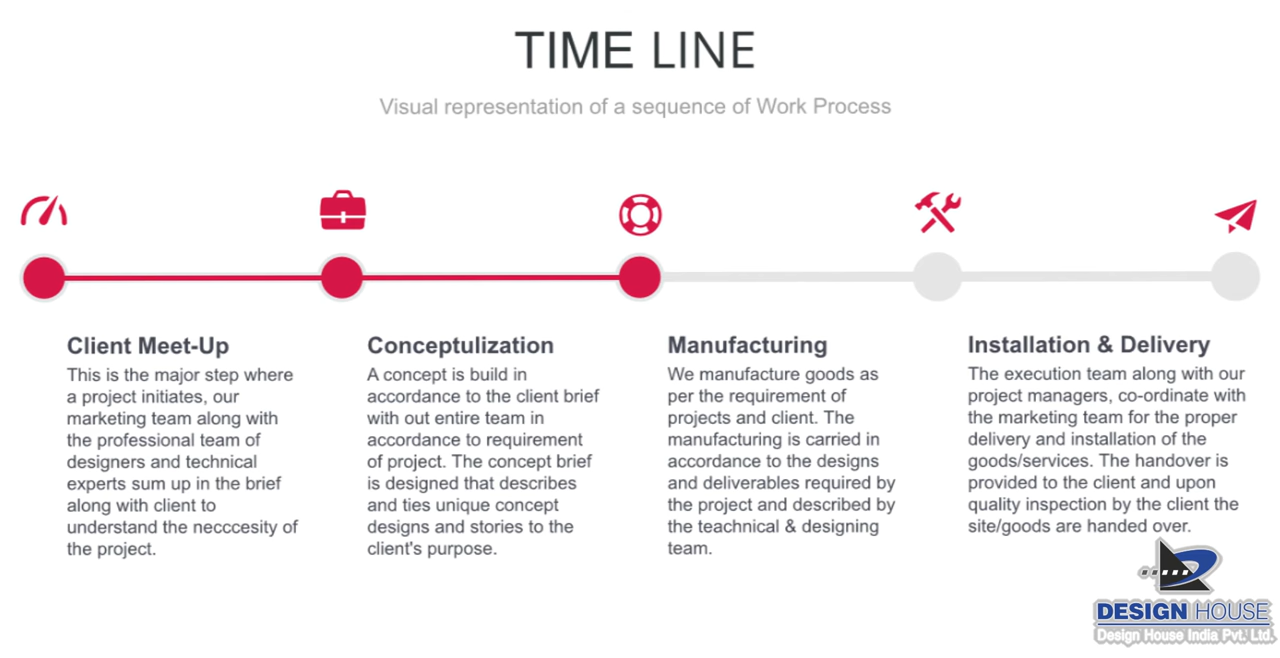 TIME LINE
Visual representation of a sequence of Work Process
Client Meet-Up
This is the major step where
a project initiates, our
marketing team along with
the professional team of
designers and technical
experts sum up in the brief
along with client to
understand the necccesity of
the project.
Conceptulization
A concept is build in
accordance to the client brief
with out entire team in
accordance to requirement
of project. The concept brief
is designed that describes
and ties unique concept
designs and stories to the
client's purpose.
Manufacturing
We manufacture goods as
per the requirement of
projects and client. The
manufacturing is carried in
accordance to the designs
and deliverables required by
the project and described by
the teachnical & designing
team.
Installation & Delivery
The execution team along with our
project managers, co-ordinate with
the marketing team for the proper
delivery and installation of the
goods/services. The handover is
provided to the client and upon
quality inspection by the client the
site/goods are handed over.
DESIGN HOUSE
Design House India Pvt. Ltd.